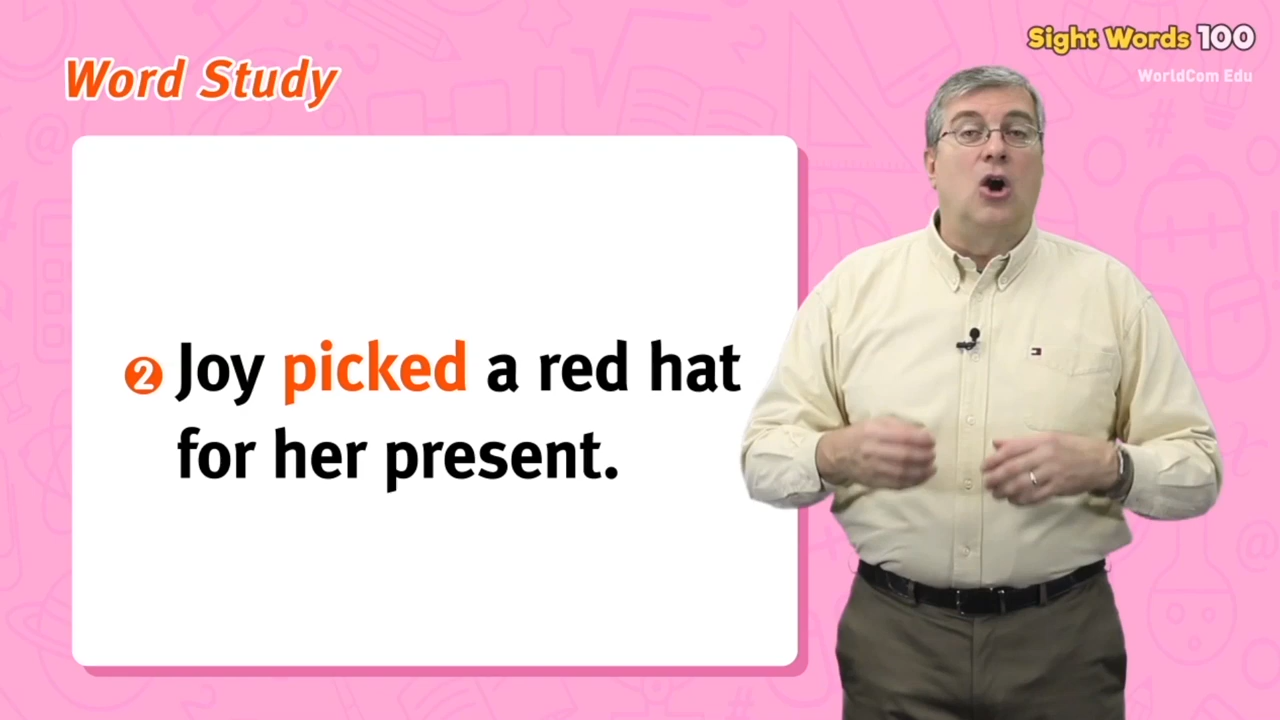 Sight Words 100
WorldCom Edu
Word Study
2 Joy picked a red hat
for her present.